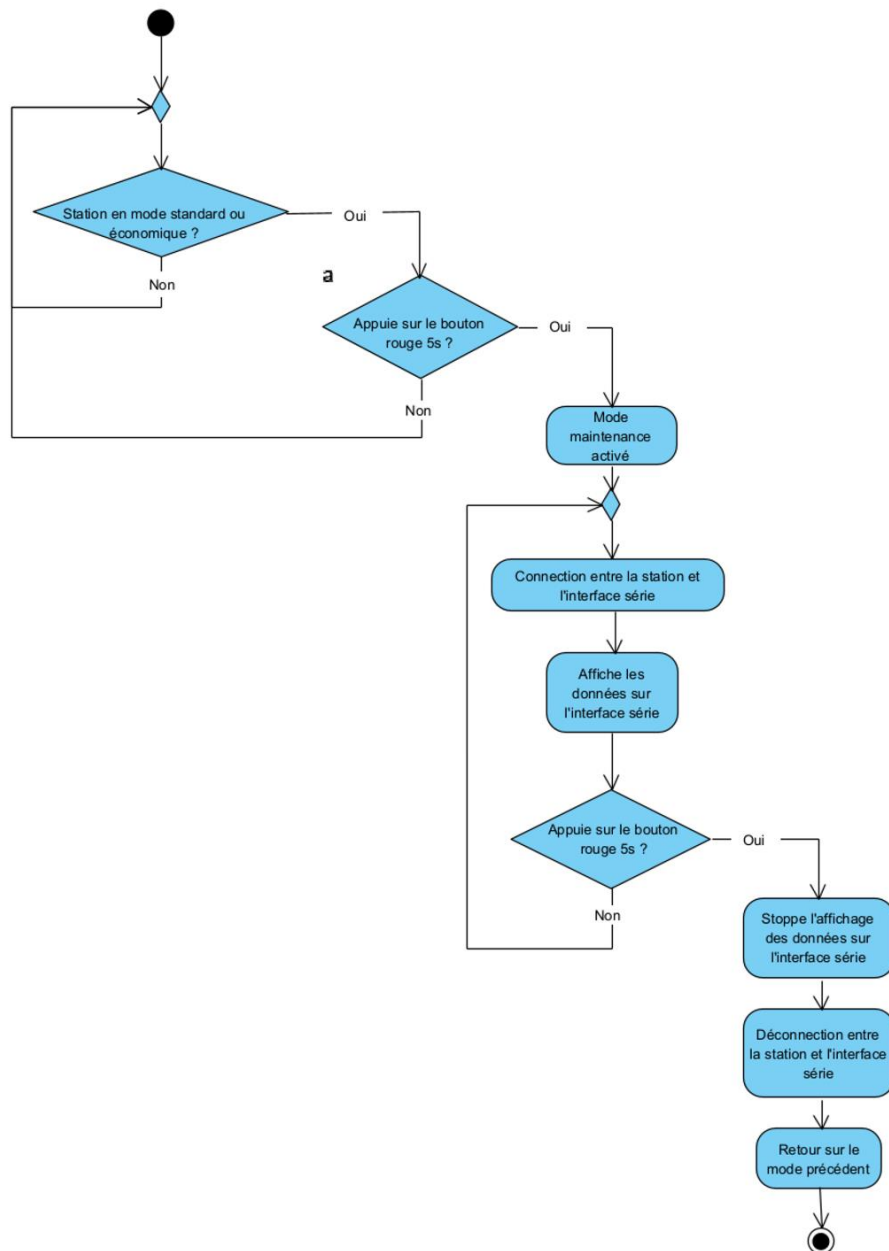 Station en mode standard ou
économique ?
Oui
Non
a
Appuie sur le bouton
rouge 5s ?
Oui
Non
Mode
maintenance
activé
Connection entre la station et
l'interface série
Affiche les
données sur
l'interface série
Appuie sur le bouton
rouge 5s ?
Oui
Non
Stoppe l'affichage
des données sur
l'interface série
Déconnection entre
la station et l'interface
série
Retour sur le
mode précédent